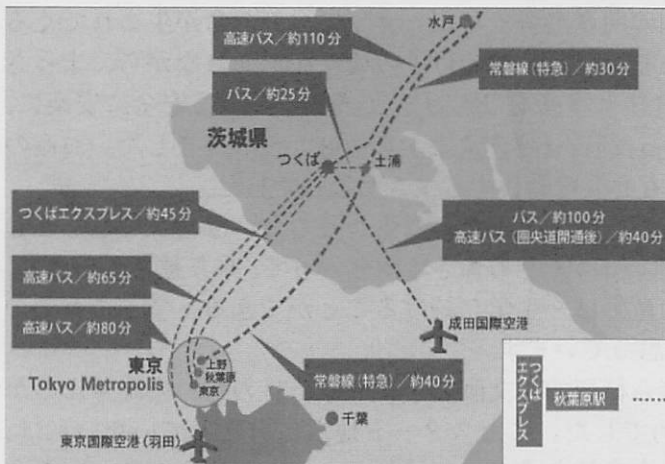 水戸
高速バス／約110分
常磐線（特急）／約30分
バス／約25分
茨城県
つくば
土浦
つくばエクスプレス／約45分
バス／約100分
高速バス（圏央道開通後）／約40分
高速バス／約65分
高速バス／約80分
成田国際空港
上野
秋葉原
東京
東京
Tokyo Metropolis
常磐線（特急）／約40分
千葉
東京国際空港（羽田）
つくば
エクスプレス
秋葉原駅